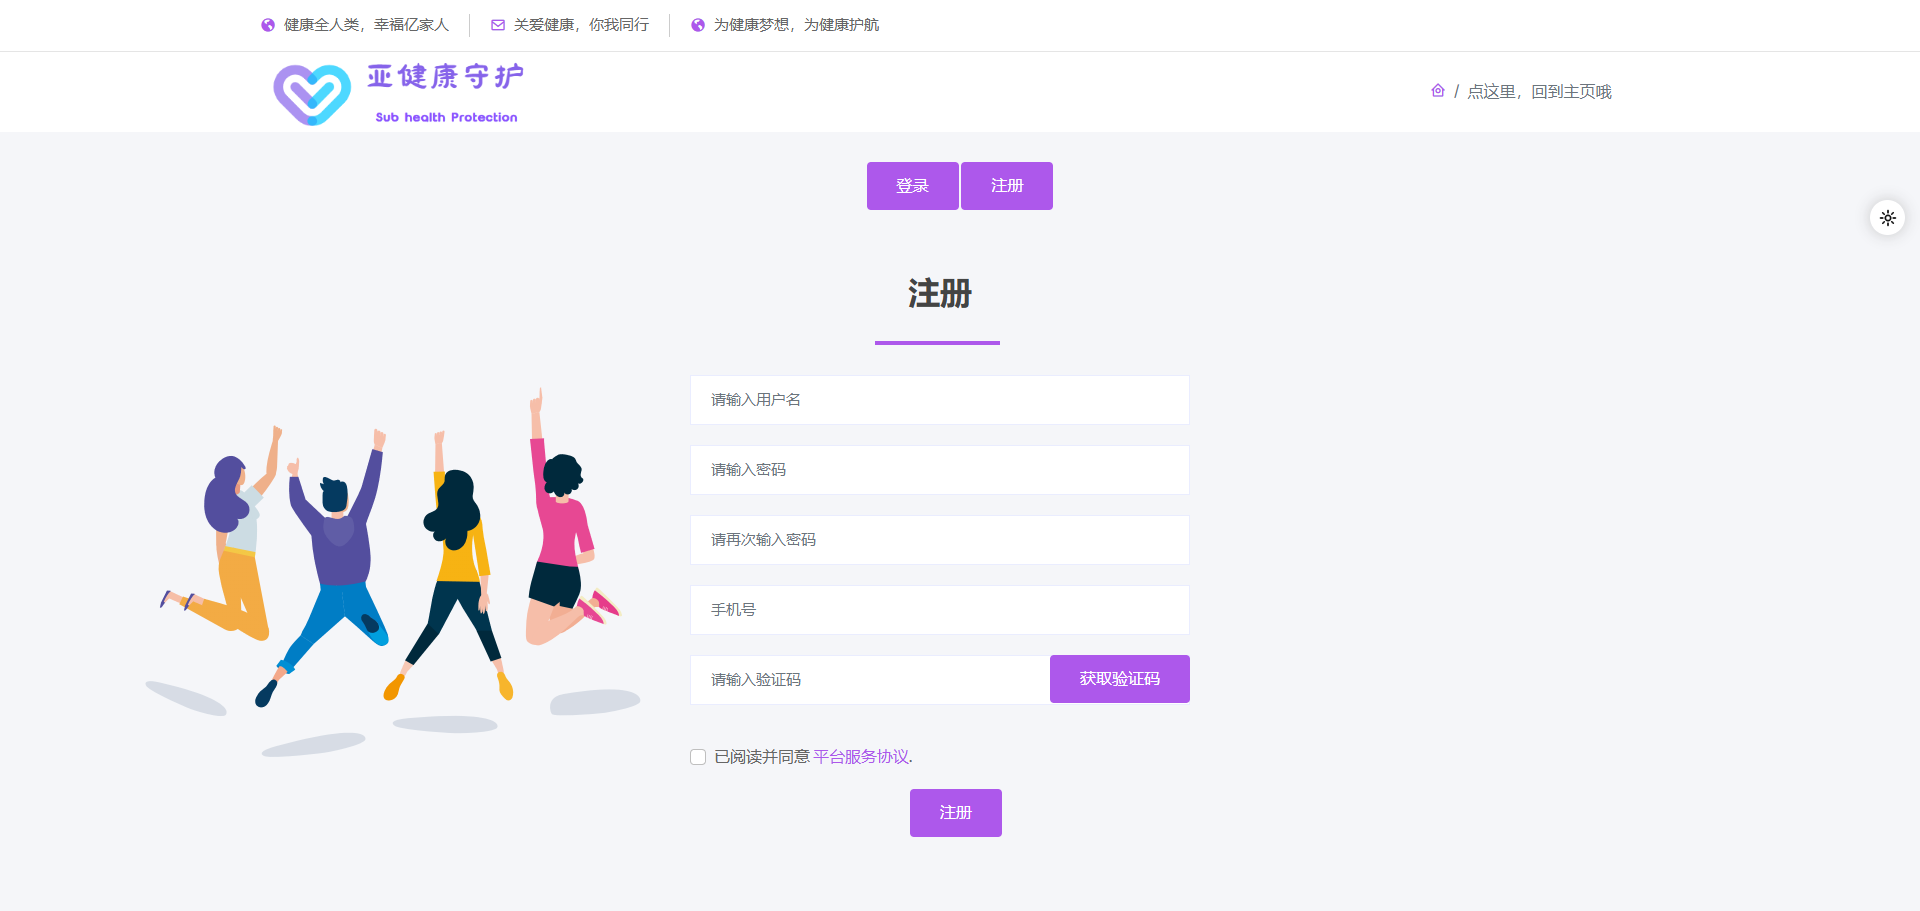 健康全人类，幸福亿家人
关爱健康，你我同行
为健康梦想，为健康护航
亚健康守护
Sub health Protection
/ 点这里，回到主页哦
登录
注册
注册
请输入用户名
请输入密码
请再次输入密码
手机号
请输入验证码
获取验证码
已阅读并同意 平台服务协议.
注册